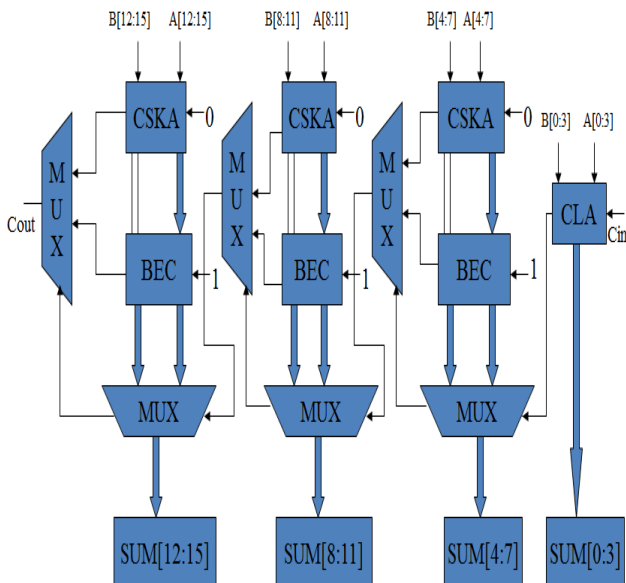 B[12:15] A[12:15] B[8:11] A[8:11] B[4:7] A[4:7]
CSKA 0 CSKA 0 CSKA 0
B[0:3] A[0:3]
M
U
X
M
U
X
M
U
X
CLA
Cout
Cin
BEC 1 BEC 1 BEC 1
MUX MUX MUX
SUM[12:15] SUM[8:11] SUM[4:7] SUM[0:3]